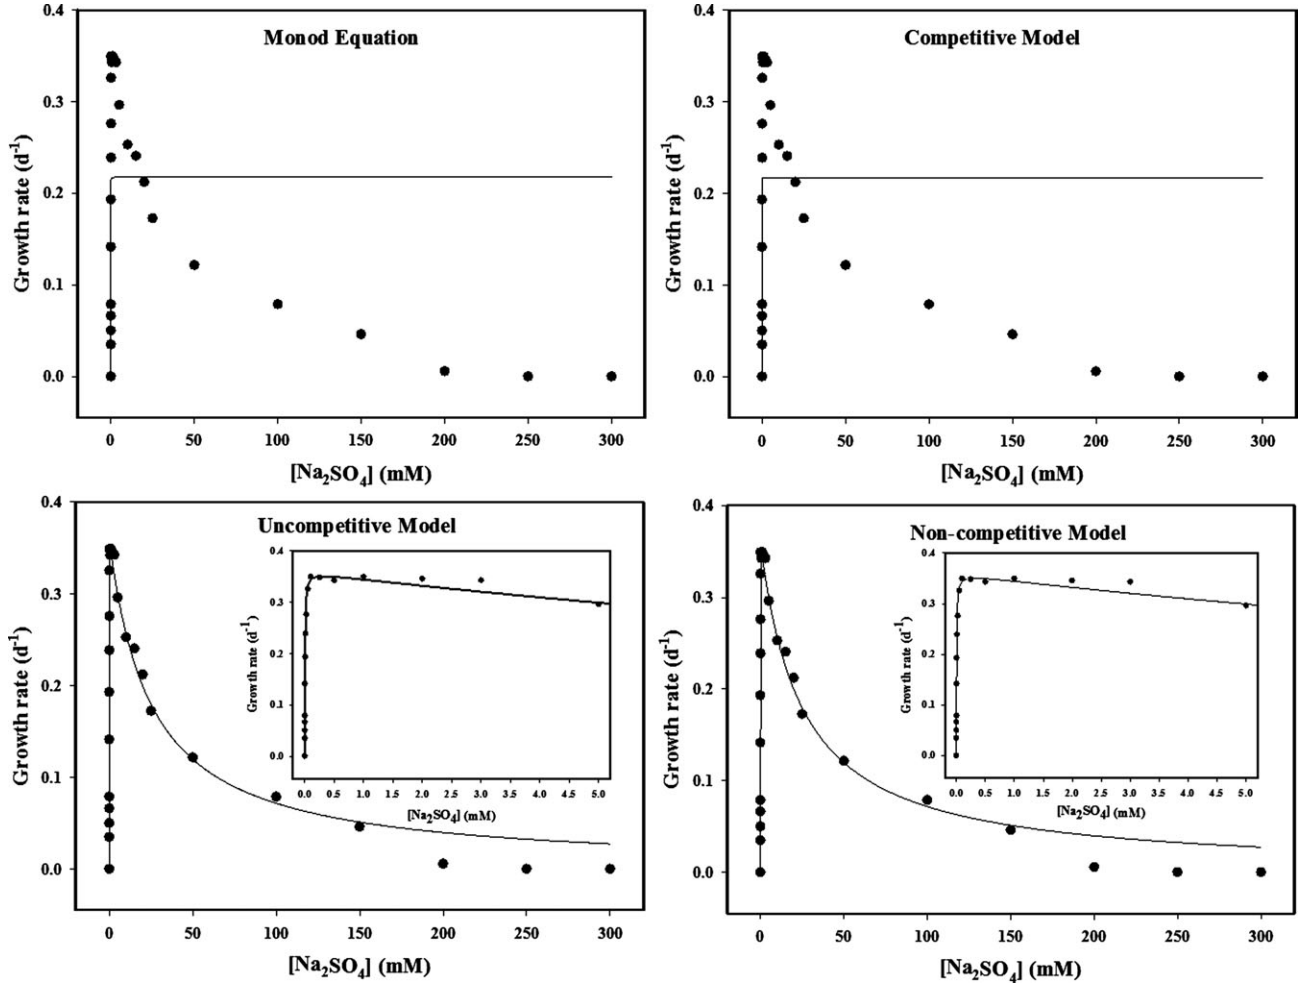 Monod Equation
0.4
0.3
0.2
0.1
0.0
Growth rate (d⁻¹)
0 50 100 150 200 250 300
[Na₂SO₄] (mM)
Competitive Model
0.4
0.3
0.2
0.1
0.0
Growth rate (d⁻¹)
0 50 100 150 200 250 300
[Na₂SO₄] (mM)
Uncompetitive Model
0.4
0.3
0.2
0.1
0.0
Growth rate (d⁻¹)
0.4
0.3
0.2
0.1
0.0
Growth rate (d⁻¹)
0.0 0.5 1.0 1.5 2.0 2.5 3.0 3.5 4.0 4.5 5.0
[Na₂SO₄] (mM)
0 50 100 150 200 250 300
[Na₂SO₄] (mM)
Non-competitive Model
0.4
0.3
0.2
0.1
0.0
Growth rate (d⁻¹)
0.4
0.3
0.2
0.1
0.0
Growth rate (d⁻¹)
0.0 0.5 1.0 1.5 2.0 2.5 3.0 3.5 4.0 4.5 5.0
[Na₂SO₄] (mM)
0 50 100 150 200 250 300
[Na₂SO₄] (mM)